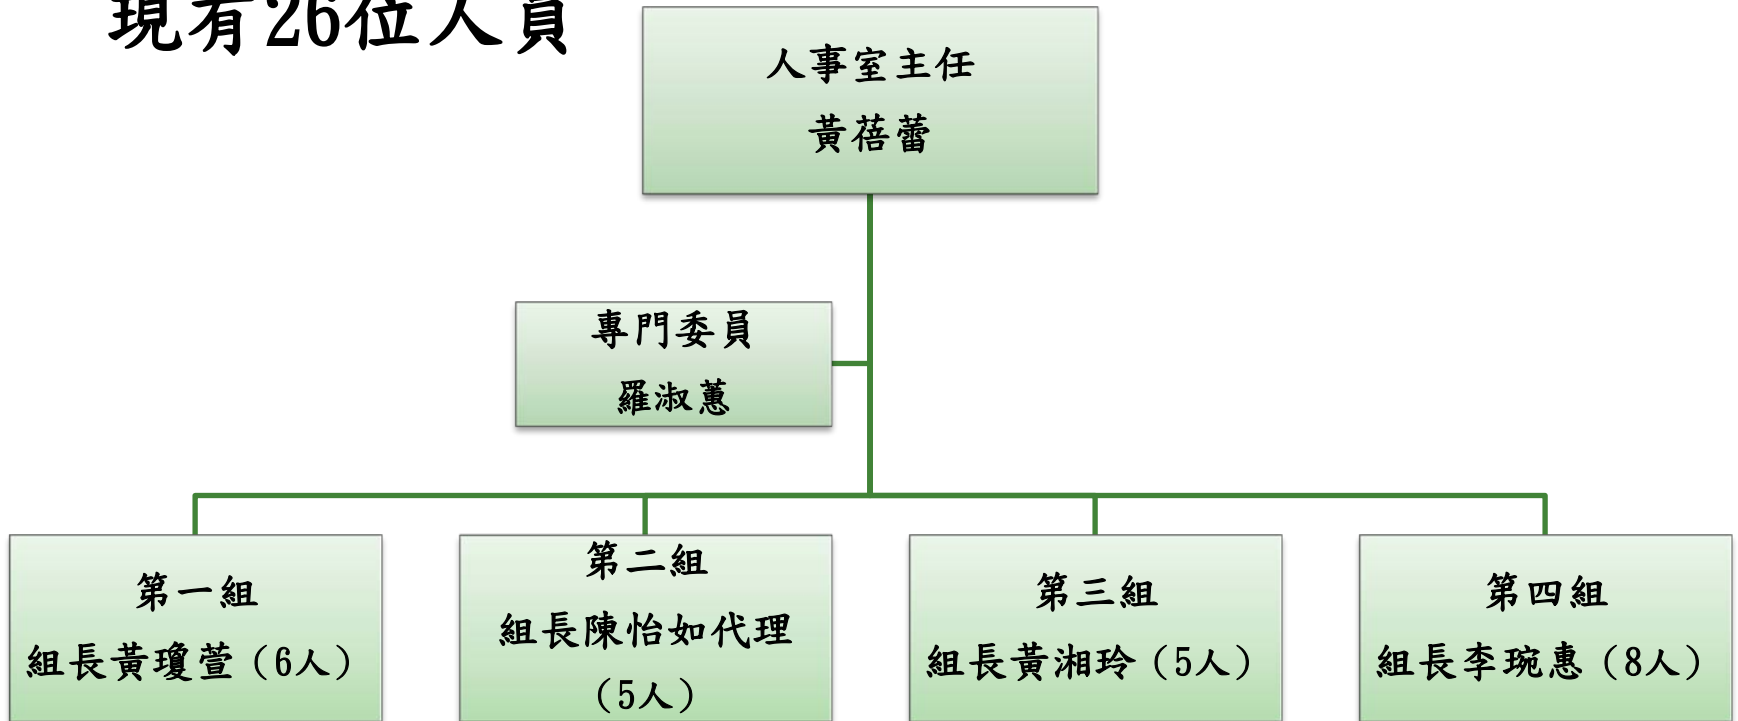 現有26位人員
人事室主任
黃蓓蕾
專門委員
羅淑蕙
第一組
組長黃瓊萱（6人）
第二組
組長陳怡如代理
（5人）
第三組
組長黃湘玲（5人）
第四組
組長李琬惠（8人）